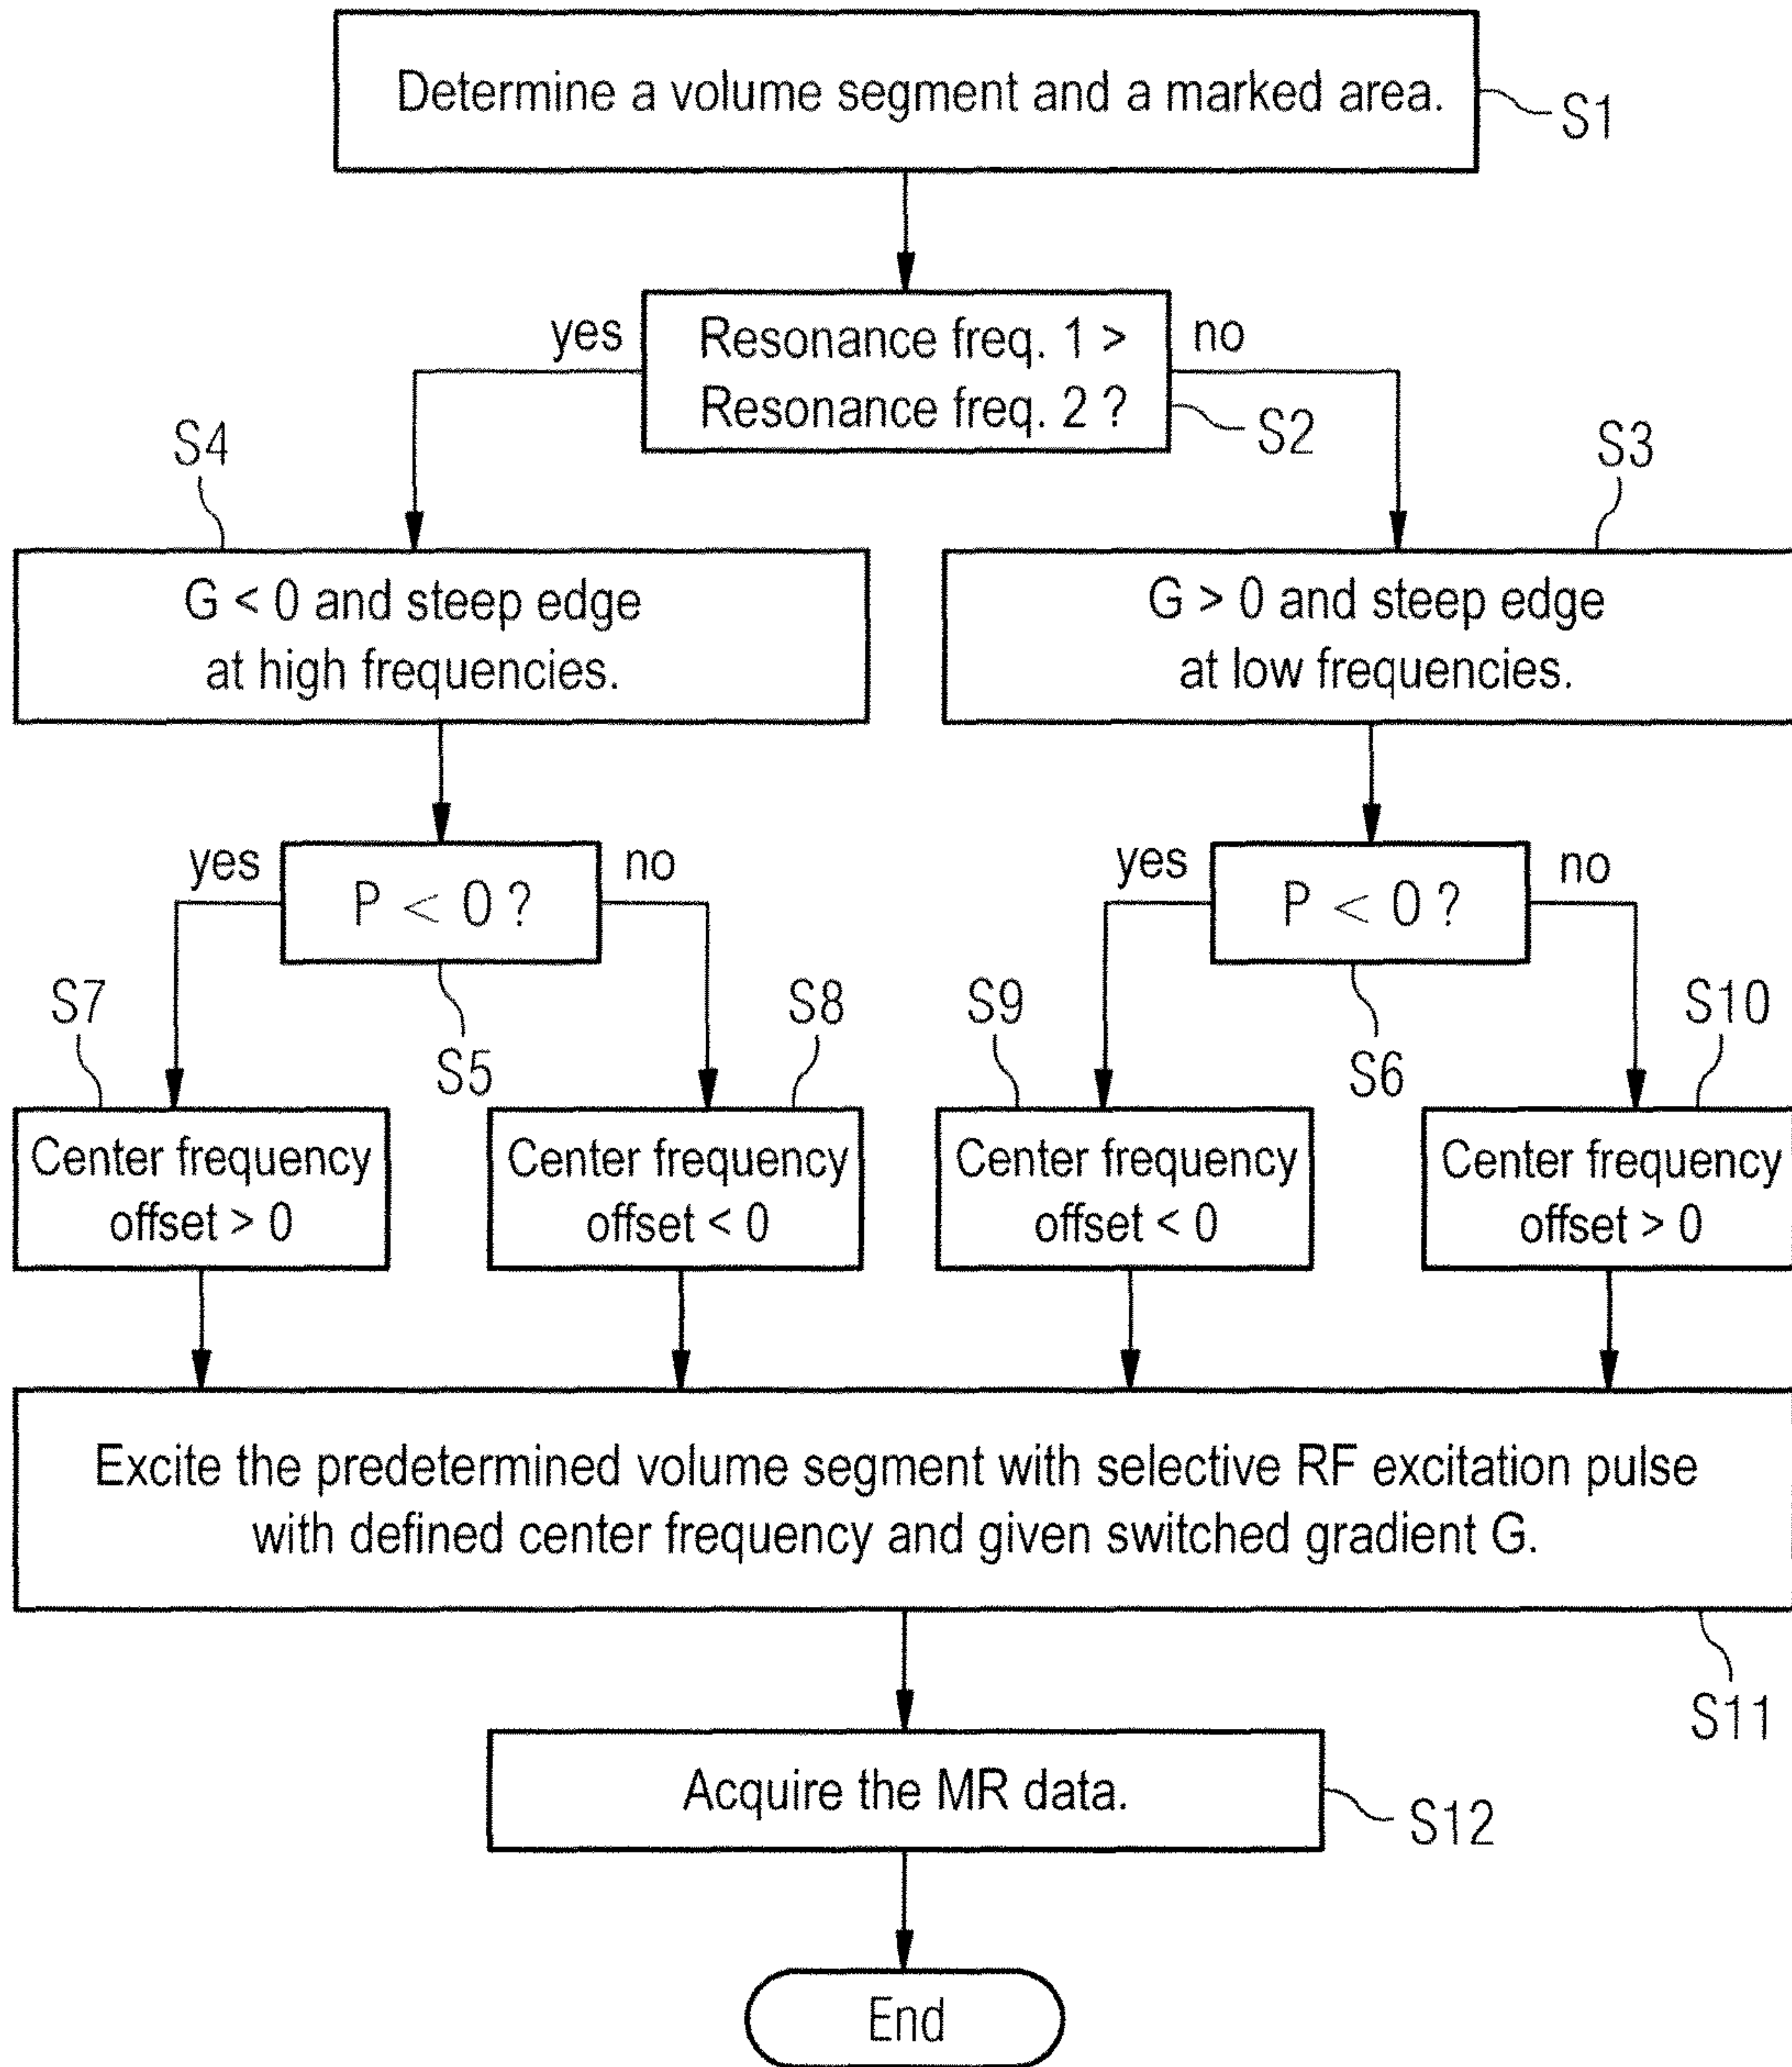 Determine a volume segment and a marked area.
S1
yes
Resonance freq. 1 >
Resonance freq. 2 ?
no
S2
S4
S3
G < 0 and steep edge
at high frequencies.
G > 0 and steep edge
at low frequencies.
yes
P < 0 ?
no
yes
P < 0 ?
no
S7
S5
S8
S9
S6
S10
Center frequency
offset > 0
Center frequency
offset < 0
Center frequency
offset < 0
Center frequency
offset > 0
Excite the predetermined volume segment with selective RF excitation pulse
with defined center frequency and given switched gradient G.
S11
Acquire the MR data.
S12
End